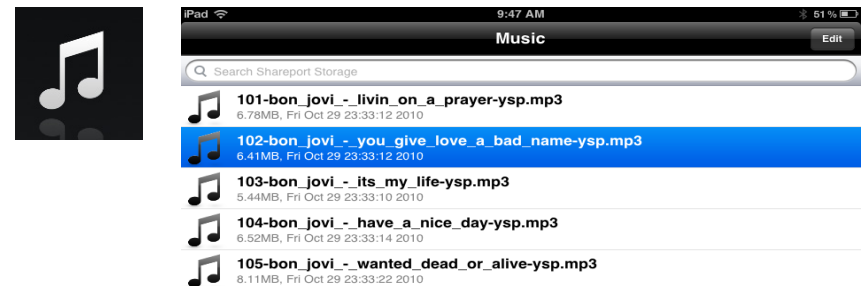 iPad 9:47 AM 51 %
Music Edit
Search Shareport Storage
101-bon_jovi_-_livin_on_a_prayer-ysp.mp3
6.78MB, Fri Oct 29 23:33:12 2010
102-bon_jovi_-_you_give_love_a_bad_name-ysp.mp3
6.41MB, Fri Oct 29 23:33:12 2010
103-bon_jovi_-_its_my_life-ysp.mp3
5.44MB, Fri Oct 29 23:33:10 2010
104-bon_jovi_-_have_a_nice_day-ysp.mp3
6.52MB, Fri Oct 29 23:33:14 2010
105-bon_jovi_-_wanted_dead_or_alive-ysp.mp3
8.11MB, Fri Oct 29 23:33:22 2010